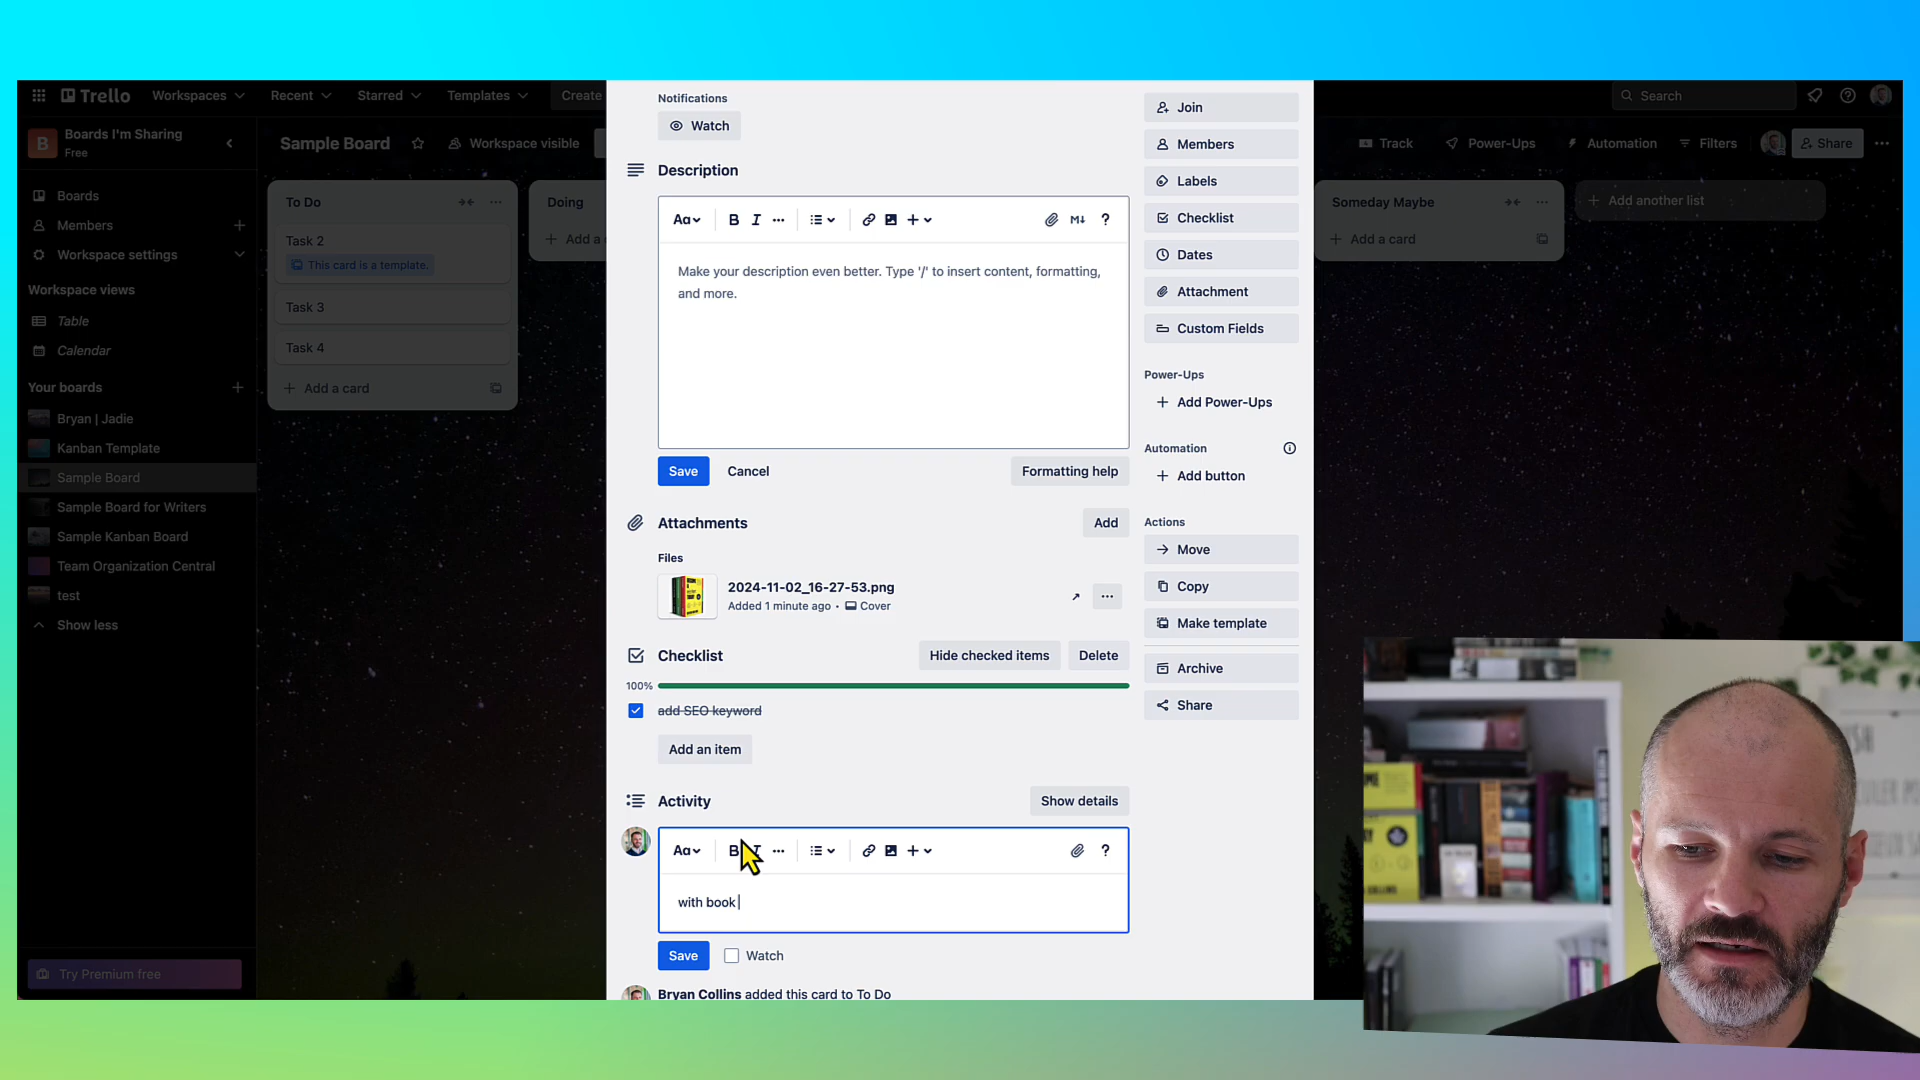 Trello
Workspaces
Recent
Starred
Templates
Create
Search
B
Boards I'm Sharing
Free
Boards
Members
Workspace settings
Workspace views
Table
Calendar
Your boards
Bryan | Jadie
Kanban Template
Sample Board
Sample Board for Writers
Sample Kanban Board
Team Organization Central
test
Show less
Try Premium free
Sample Board
Workspace visible
Track
Power-Ups
Automation
Filters
Share
To Do
Task 2
This card is a template.
Task 3
Task 4
Add a card
Doing
Add a
Someday Maybe
Add a card
Add another list
Notifications
Watch
Description
Aa
B I
M↓ ?
Make your description even better. Type '/' to insert content, formatting,
and more.
Save
Cancel
Formatting help
Attachments
Add
Files
2024-11-02_16-27-53.png
Added 1 minute ago • Cover
Checklist
Hide checked items
Delete
100%
add SEO keyword
Add an item
Activity
Show details
Aa
B I
?
with book
Save
Watch
Bryan Collins added this card to To Do
Join
Members
Labels
Checklist
Dates
Attachment
Custom Fields
Power-Ups
Add Power-Ups
Automation
Add button
Actions
Move
Copy
Make template
Archive
Share